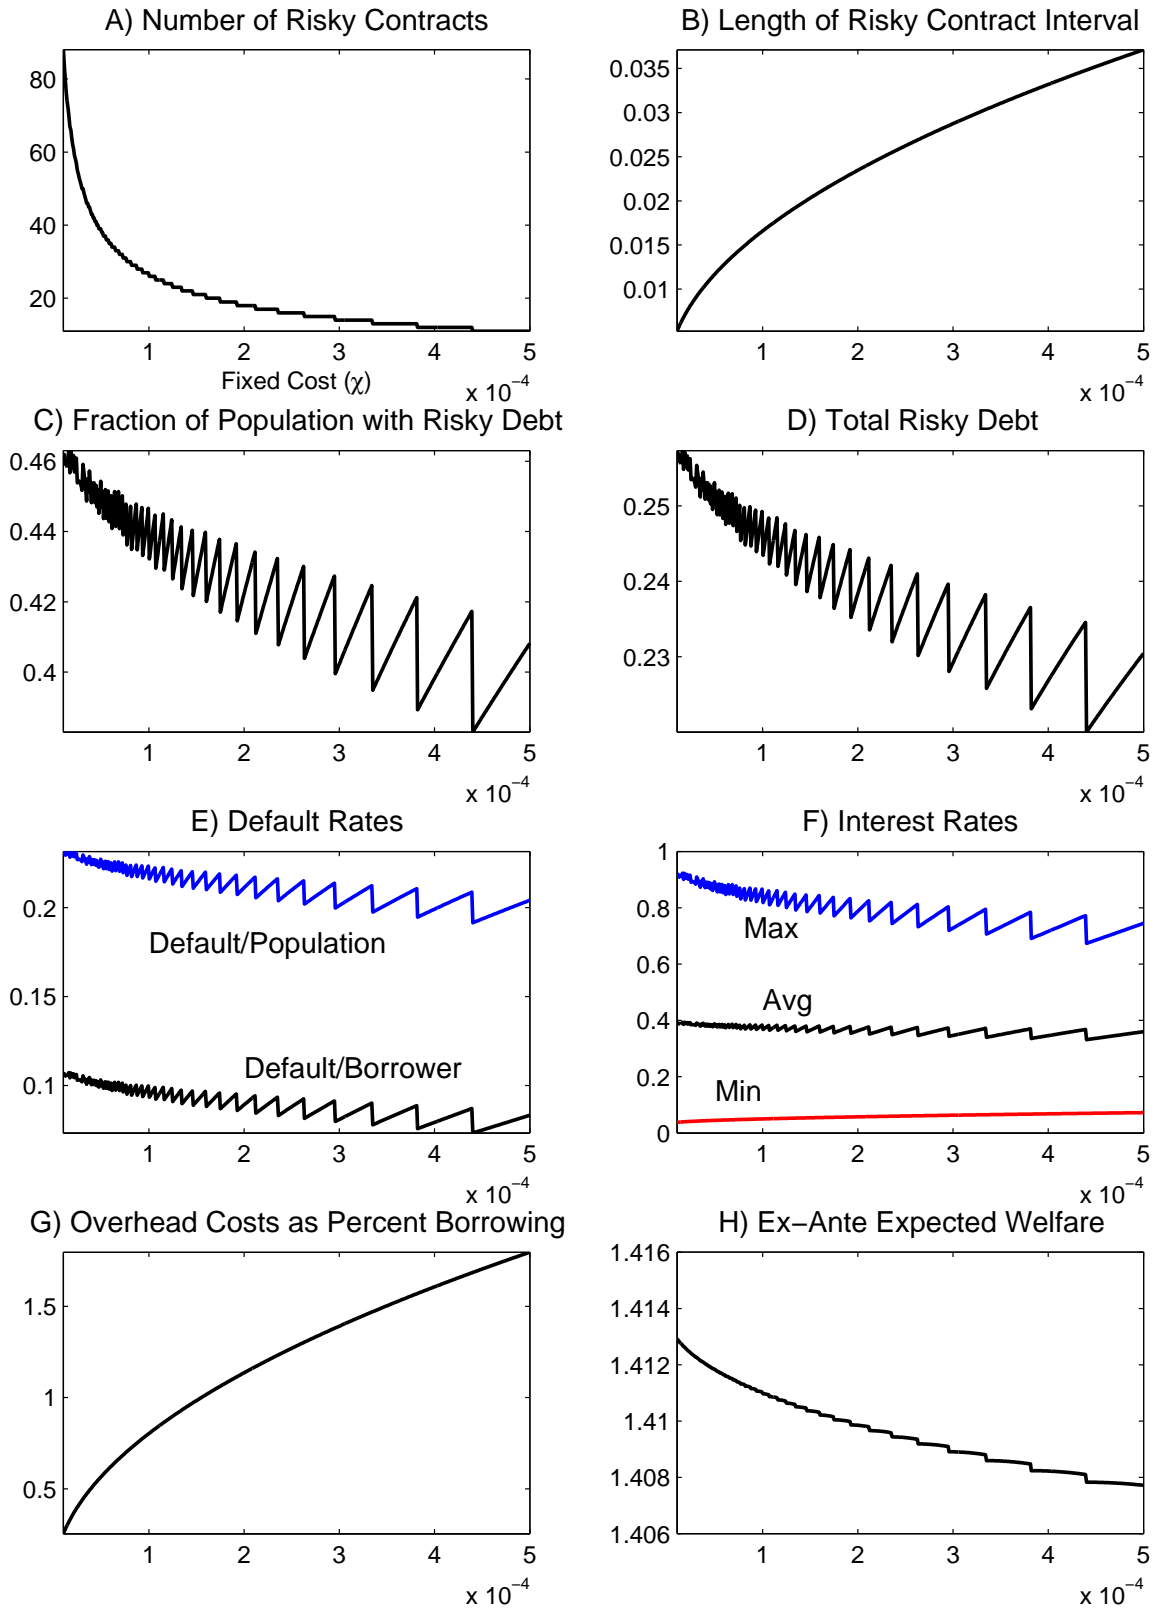 A) Number of Risky Contracts
80
60
40
20
1 2 3 4 5
Fixed Cost (χ)
x 10−4
B) Length of Risky Contract Interval
0.035
0.03
0.025
0.02
0.015
0.01
1 2 3 4 5
x 10−4
C) Fraction of Population with Risky Debt
0.46
0.44
0.42
0.4
1 2 3 4 5
x 10−4
D) Total Risky Debt
0.25
0.24
0.23
1 2 3 4 5
x 10−4
E) Default Rates
0.2
Default/Population
0.15
Default/Borrower
0.1
1 2 3 4 5
x 10−4
F) Interest Rates
1
0.8
Max
0.6
Avg
0.4
0.2
Min
0
1 2 3 4 5
x 10−4
G) Overhead Costs as Percent Borrowing
1.5
1
0.5
1 2 3 4 5
x 10−4
H) Ex−Ante Expected Welfare
1.416
1.414
1.412
1.41
1.408
1.406
1 2 3 4 5
x 10−4